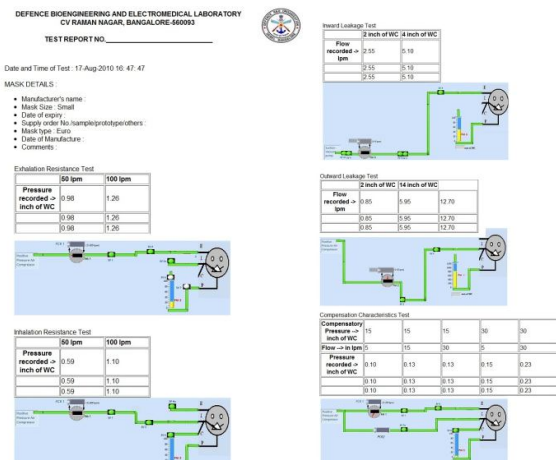 DEFENCE BIOENGINEERING AND ELECTROMEDICAL LABORATORY
CV RAMAN NAGAR, BANGALORE-560093
TEST REPORT NO.
Date and Time of Test : 17-Aug-2010 16: 47: 47
MASK DETAILS :
Manufacturer's name :
Mask Size : Small
Date of expiry :
Supply order No./sample/prototype/others :
Mask type : Euro
Date of Manufacture :
Comments :
Exhalation Resistance Test
50 lpm 100 lpm
Pressure recorded -> inch of WC 0.98 1.26
0.98 1.26
0.98 1.26
Inhalation Resistance Test
50 lpm 100 lpm
Pressure recorded -> inch of WC 0.59 1.10
0.59 1.10
0.59 1.10
Inward Leakage Test
2 inch of WC 4 inch of WC
Flow recorded -> lpm 2.55 5.10
2.55 5.10
2.55 5.10
Outward Leakage Test
2 inch of WC 14 inch of WC
Flow recorded -> lpm 0.85 5.95 12.70
0.85 5.95 12.70
0.85 5.95 12.70
Compensation Characteristics Test
Compensatory Pressure --> inch of WC 15 15 15 30 30
Flow --> in lpm 5 15 30 5 30
Pressure recorded -> inch of WC 0.10 0.13 0.13 0.15 0.23
0.10 0.13 0.13 0.15 0.23
0.10 0.13 0.13 0.15 0.23